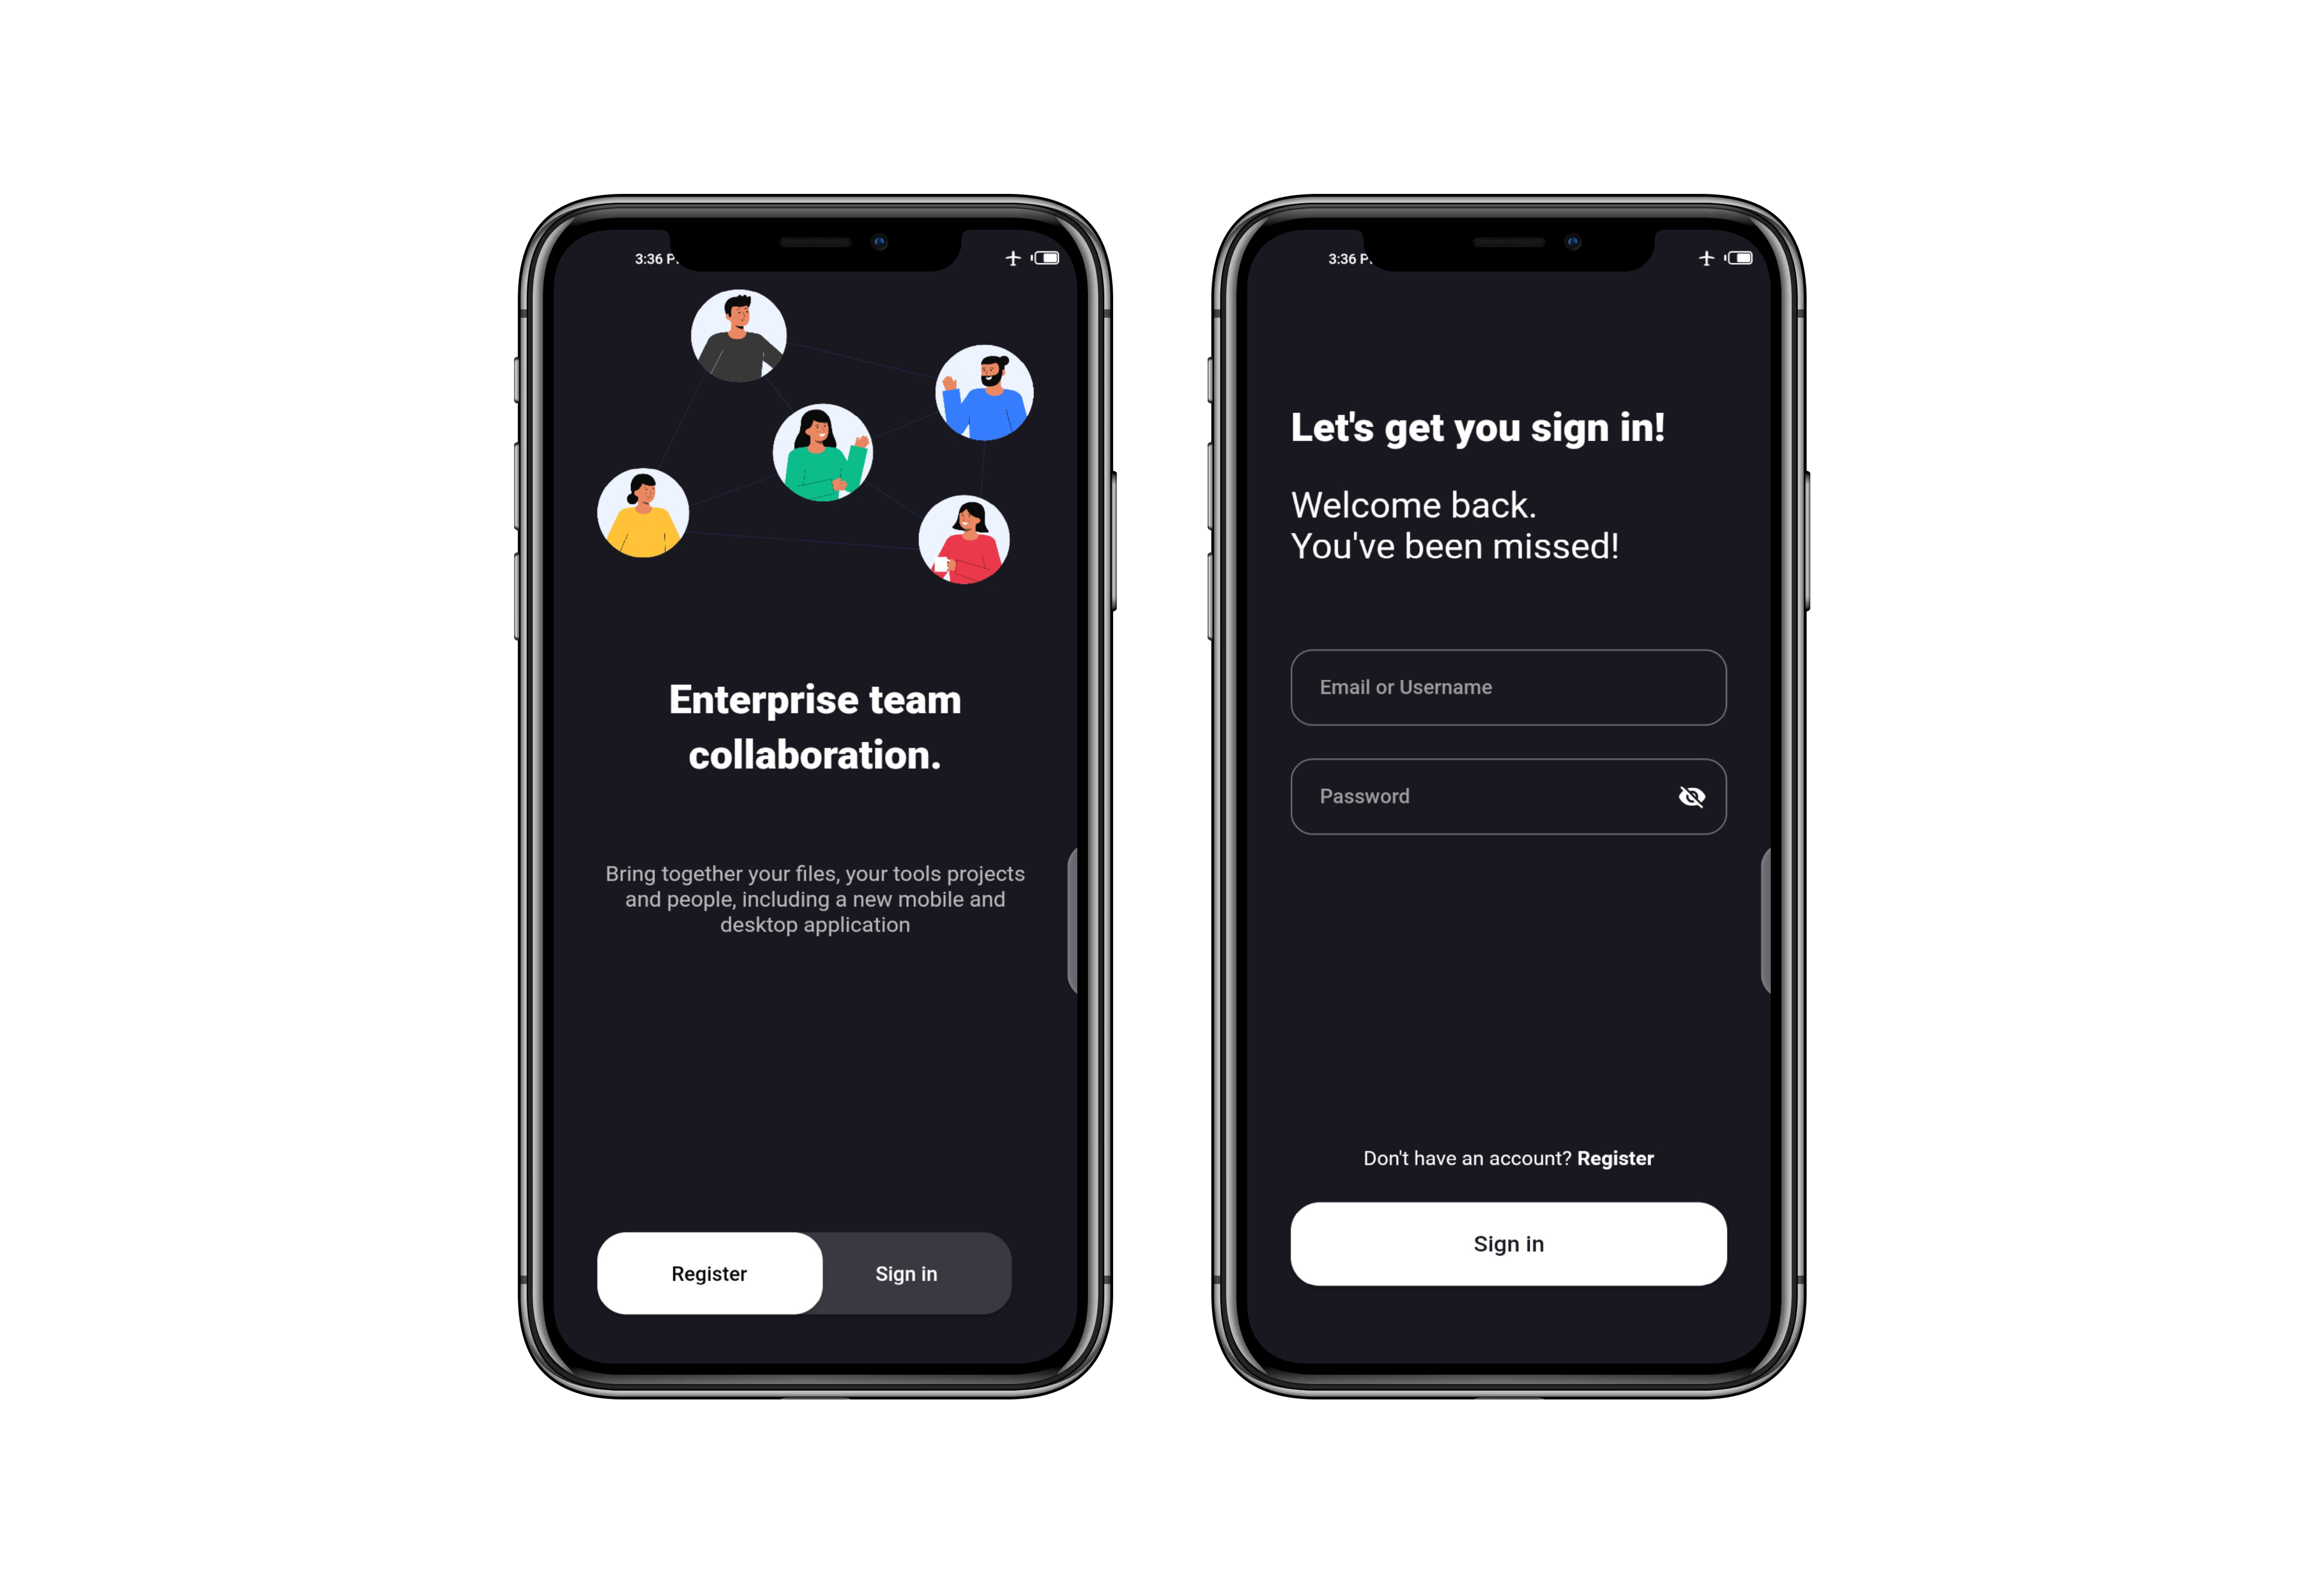 3:36 P
Enterprise team
collaboration.
Bring together your files, your tools projects
and people, including a new mobile and
desktop application
Register
Sign in
3:36 P
Let's get you sign in!
Welcome back.
You've been missed!
Email or Username
Password
Don't have an account? Register
Sign in